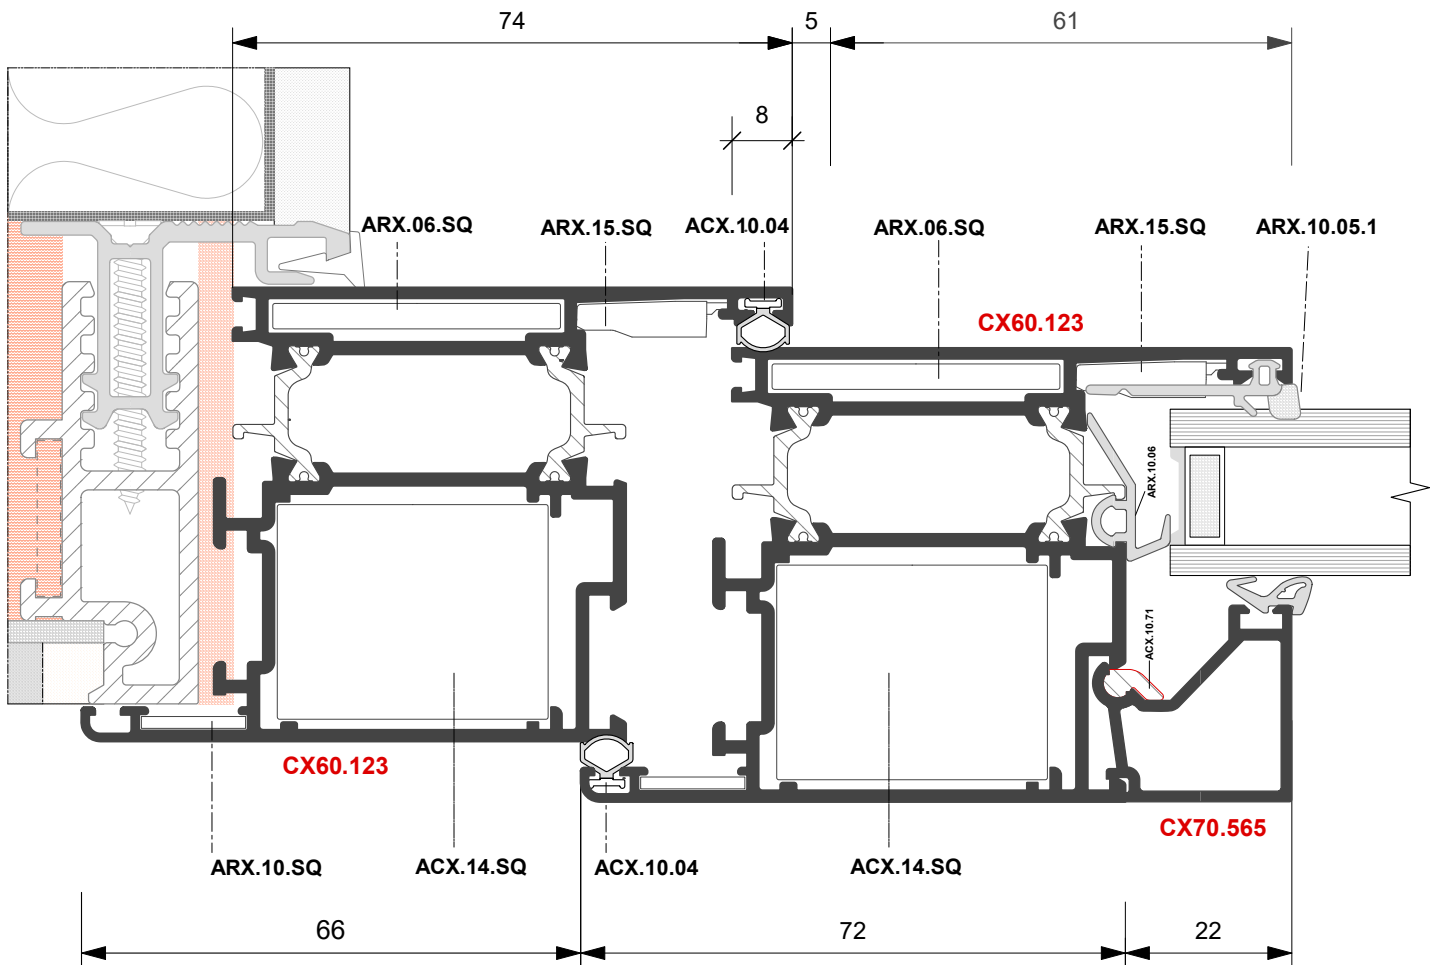 74
5
61
8
ARX.06.SQ
ARX.15.SQ
ACX.10.04
ARX.06.SQ
ARX.15.SQ
ARX.10.05.1
CX60.123
ARX.10.06
ACX.10.71
CX60.123
CX70.565
ARX.10.SQ
ACX.14.SQ
ACX.10.04
ACX.14.SQ
66
72
22